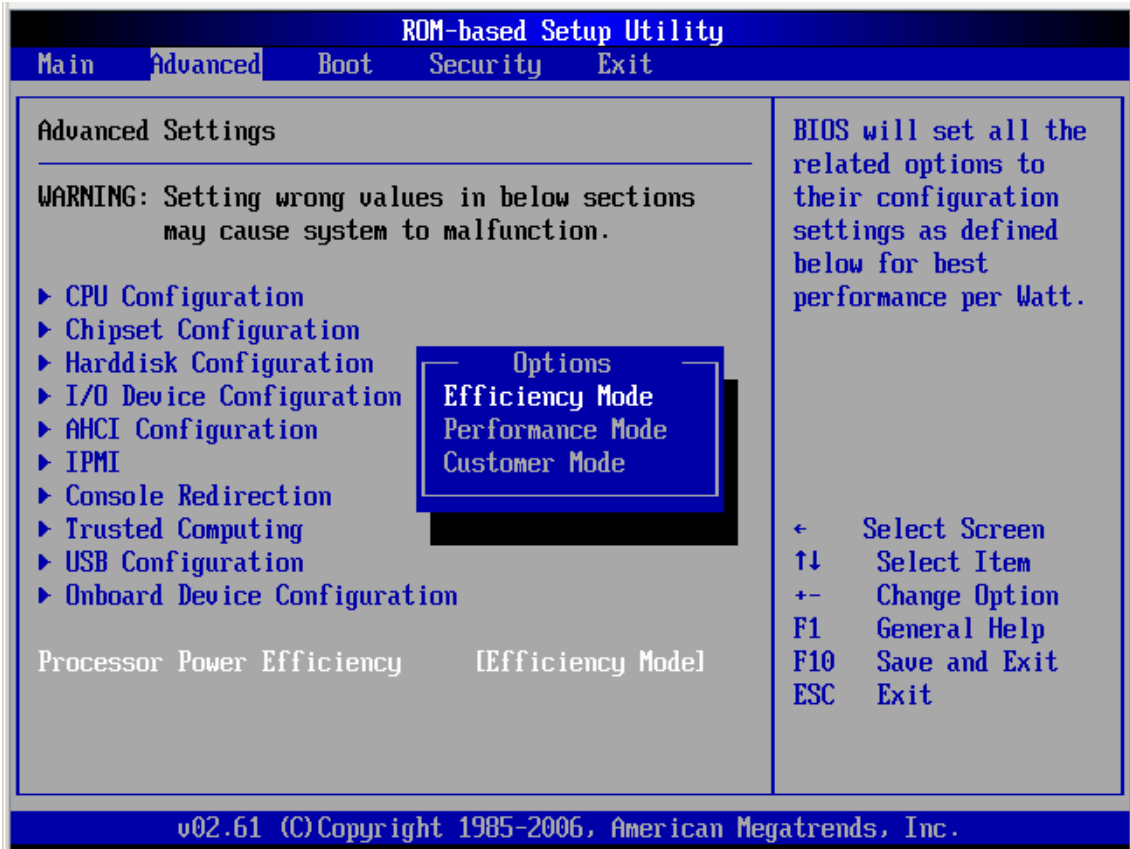 ROM-based Setup Utility
Main Advanced Boot Security Exit
Advanced Settings
WARNING: Setting wrong values in below sections
may cause system to malfunction.
▶ CPU Configuration
▶ Chipset Configuration
▶ Harddisk Configuration
▶ I/O Device Configuration
▶ AHCI Configuration
▶ IPMI
▶ Console Redirection
▶ Trusted Computing
▶ USB Configuration
▶ Onboard Device Configuration
Processor Power Efficiency [Efficiency Mode]
Options
Efficiency Mode
Performance Mode
Customer Mode
BIOS will set all the
related options to
their configuration
settings as defined
below for best
performance per Watt.
← Select Screen
↑↓ Select Item
+- Change Option
F1 General Help
F10 Save and Exit
ESC Exit
v02.61 (C)Copyright 1985-2006, American Megatrends, Inc.